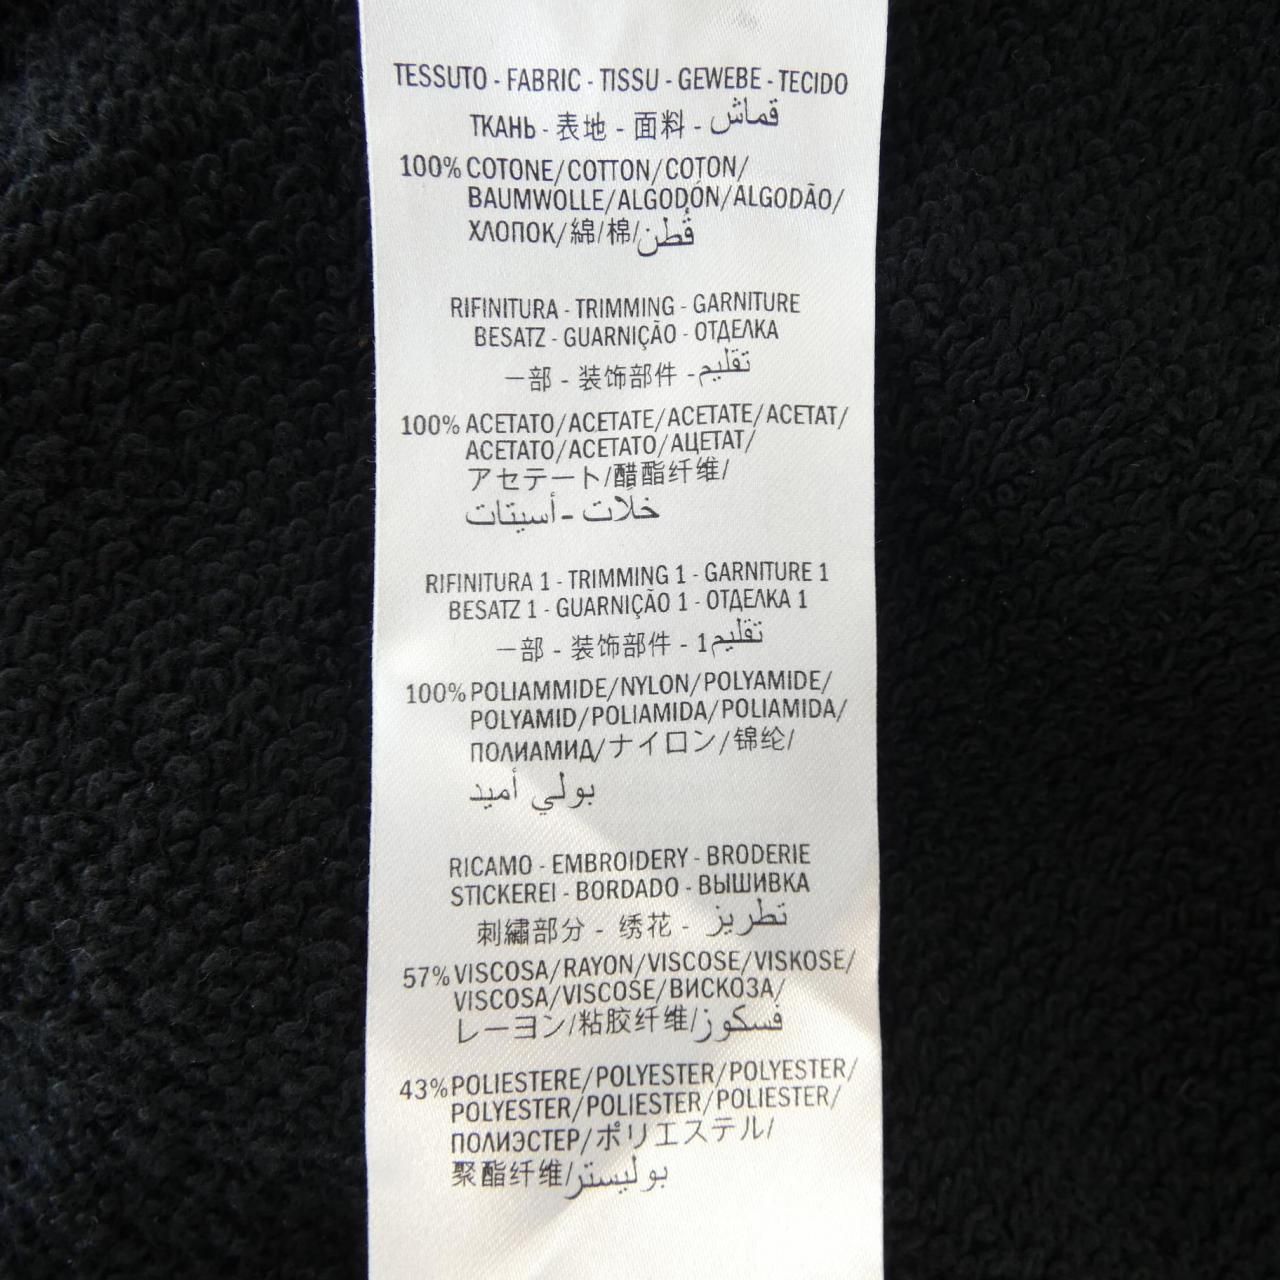 TESSUTO - FABRIC - TISSU - GEWEBE - TECIDO
ТКАНЬ - 表地 - 面料 - قماش
100% COTONE/COTTON/COTON/
BAUMWOLLE/ALGODÓN/ALGODÃO/
ХЛОПОК/綿/棉/قُطن
RIFINITURA - TRIMMING - GARNITURE
BESATZ - GUARNIÇÃO - ОТДЕЛКА
一部 - 装饰部件 - تقليم
100% ACETATO/ACETATE/ACETATE/ACETAT/
ACETATO/ACETATO/АЦЕТАТ/
アセテート/醋酯纤维/
خلّات - أسيتات
RIFINITURA 1 - TRIMMING 1 - GARNITURE 1
BESATZ 1 - GUARNIÇÃO 1 - ОТДЕЛКА 1
一部 - 装饰部件 - 1 تقليم
100% POLIAMMIDE/NYLON/POLYAMIDE/
POLYAMID/POLIAMIDA/POLIAMIDA/
ПОЛИАМИД/ナイロン/锦纶/
بولي أميد
RICAMO - EMBROIDERY - BRODERIE
STICKEREI - BORDADO - ВЫШИВКА
刺繍部分 - 绣花 - تطريز
57% VISCOSA/RAYON/VISCOSE/VISKOSE/
VISCOSA/VISCOSE/ВИСКОЗА/
レーヨン/粘胶纤维/فسكوز
43% POLIESTERE/POLYESTER/POLYESTER/
POLYESTER/POLIESTER/POLIESTER/
ПОЛИЭСТЕР/ポリエステル/
聚酯纤维/بوليستر